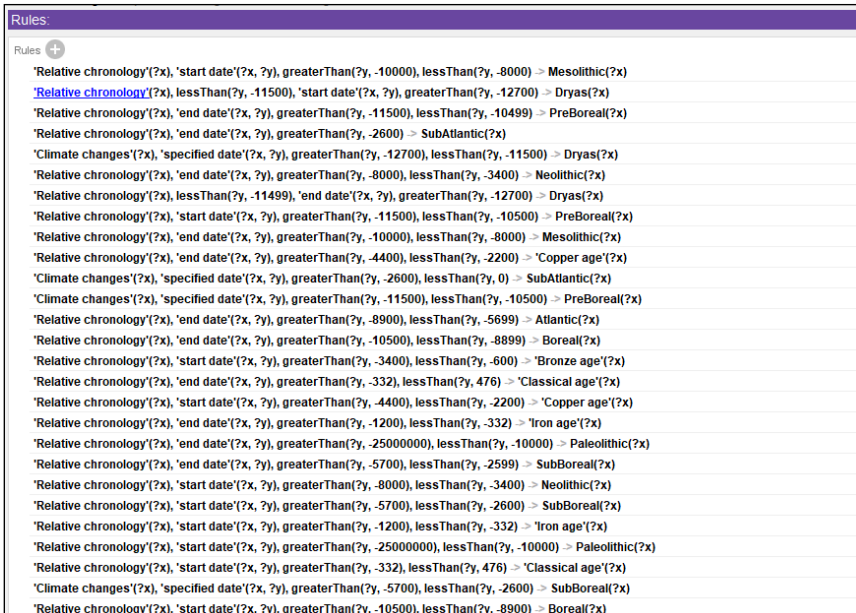 Rules:
Rules
'Relative chronology'(?x), 'start date'(?x, ?y), greaterThan(?y, -10000), lessThan(?y, -8000) -> Mesolithic(?x)
'Relative chronology'(?x), lessThan(?y, -11500), 'start date'(?x, ?y), greaterThan(?y, -12700) -> Dryas(?x)
'Relative chronology'(?x), 'end date'(?x, ?y), greaterThan(?y, -11500), lessThan(?y, -10499) -> PreBoreal(?x)
'Relative chronology'(?x), 'end date'(?x, ?y), greaterThan(?y, -2600) -> SubAtlantic(?x)
'Climate changes'(?x), 'specified date'(?x, ?y), greaterThan(?y, -12700), lessThan(?y, -11500) -> Dryas(?x)
'Relative chronology'(?x), 'end date'(?x, ?y), greaterThan(?y, -8000), lessThan(?y, -3400) -> Neolithic(?x)
'Relative chronology'(?x), lessThan(?y, -11499), 'end date'(?x, ?y), greaterThan(?y, -12700) -> Dryas(?x)
'Relative chronology'(?x), 'start date'(?x, ?y), greaterThan(?y, -11500), lessThan(?y, -10500) -> PreBoreal(?x)
'Relative chronology'(?x), 'end date'(?x, ?y), greaterThan(?y, -10000), lessThan(?y, -8000) -> Mesolithic(?x)
'Relative chronology'(?x), 'end date'(?x, ?y), greaterThan(?y, -4400), lessThan(?y, -2200) -> 'Copper age'(?x)
'Climate changes'(?x), 'specified date'(?x, ?y), greaterThan(?y, -2600), lessThan(?y, 0) -> SubAtlantic(?x)
'Climate changes'(?x), 'specified date'(?x, ?y), greaterThan(?y, -11500), lessThan(?y, -10500) -> PreBoreal(?x)
'Relative chronology'(?x), 'end date'(?x, ?y), greaterThan(?y, -8900), lessThan(?y, -5699) -> Atlantic(?x)
'Relative chronology'(?x), 'end date'(?x, ?y), greaterThan(?y, -10500), lessThan(?y, -8899) -> Boreal(?x)
'Relative chronology'(?x), 'start date'(?x, ?y), greaterThan(?y, -3400), lessThan(?y, -600) -> 'Bronze age'(?x)
'Relative chronology'(?x), 'end date'(?x, ?y), greaterThan(?y, -332), lessThan(?y, 476) -> 'Classical age'(?x)
'Relative chronology'(?x), 'start date'(?x, ?y), greaterThan(?y, -4400), lessThan(?y, -2200) -> 'Copper age'(?x)
'Relative chronology'(?x), 'end date'(?x, ?y), greaterThan(?y, -1200), lessThan(?y, -332) -> 'Iron age'(?x)
'Relative chronology'(?x), 'end date'(?x, ?y), greaterThan(?y, -25000000), lessThan(?y, -10000) -> Paleolithic(?x)
'Relative chronology'(?x), 'end date'(?x, ?y), greaterThan(?y, -5700), lessThan(?y, -2599) -> SubBoreal(?x)
'Relative chronology'(?x), 'start date'(?x, ?y), greaterThan(?y, -8000), lessThan(?y, -3400) -> Neolithic(?x)
'Relative chronology'(?x), 'start date'(?x, ?y), greaterThan(?y, -5700), lessThan(?y, -2600) -> SubBoreal(?x)
'Relative chronology'(?x), 'start date'(?x, ?y), greaterThan(?y, -1200), lessThan(?y, -332) -> 'Iron age'(?x)
'Relative chronology'(?x), 'start date'(?x, ?y), greaterThan(?y, -25000000), lessThan(?y, -10000) -> Paleolithic(?x)
'Relative chronology'(?x), 'start date'(?x, ?y), greaterThan(?y, -332), lessThan(?y, 476) -> 'Classical age'(?x)
'Climate changes'(?x), 'specified date'(?x, ?y), greaterThan(?y, -5700), lessThan(?y, -2600) -> SubBoreal(?x)
'Relative chronology'(?x), 'start date'(?x, ?y), greaterThan(?y, -10500), lessThan(?y, -8900) -> Boreal(?x)